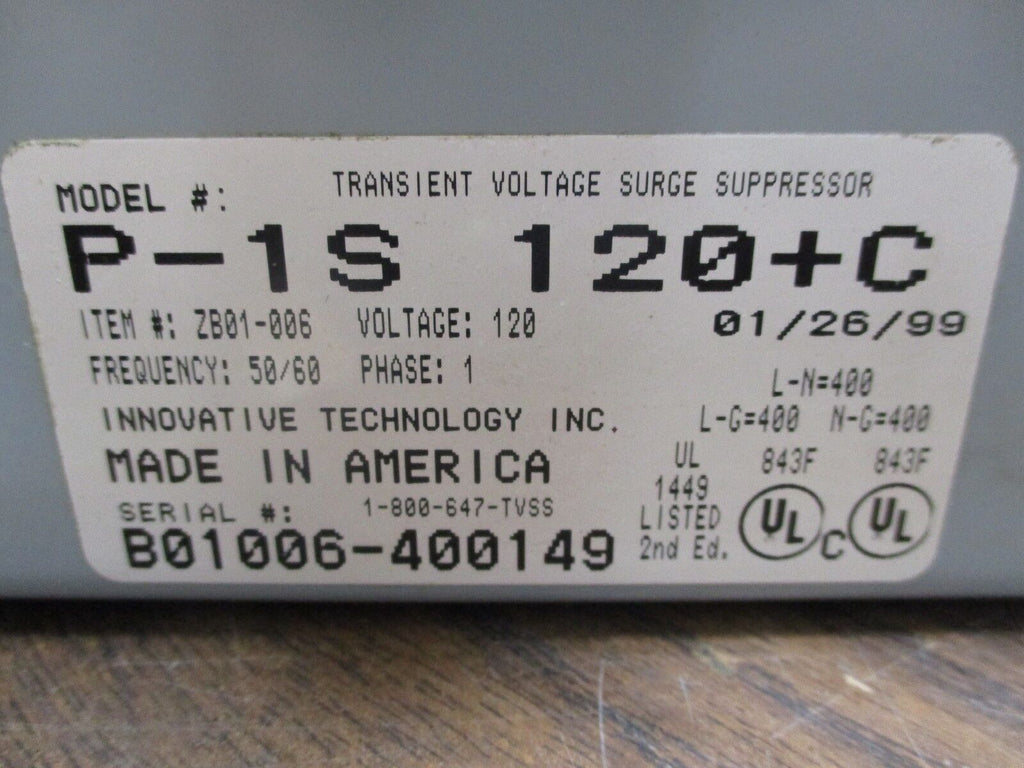 MODEL #: TRANSIENT VOLTAGE SURGE SUPPRESSOR
P-1S 120+C
ITEM #: ZB01-006 VOLTAGE: 120 01/26/99
FREQUENCY: 50/60 PHASE: 1
L-N=400
INNOVATIVE TECHNOLOGY INC. L-G=400 N-G=400
MADE IN AMERICA
UL 843F 843F
1449
SERIAL #: 1-800-647-TVSS
LISTED UL C UL
B01006-400149 2nd Ed.